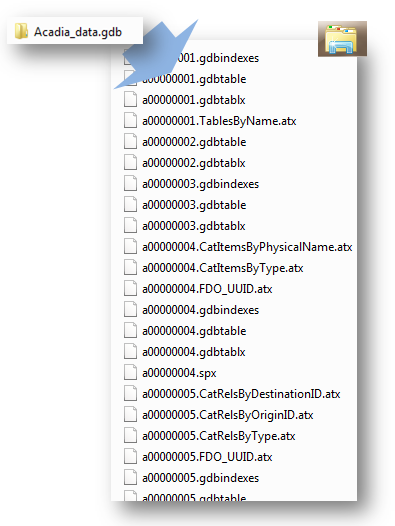 Acadia_data.gdb
001.gdbindexes
a00000001.gdbtable
a00000001.gdbtablx
a00000001.TablesByName.atx
a00000002.gdbtable
a00000002.gdbtablx
a00000003.gdbindexes
a00000003.gdbtable
a00000003.gdbtablx
a00000004.CatItemsByPhysicalName.atx
a00000004.CatItemsByType.atx
a00000004.FDO_UUID.atx
a00000004.gdbindexes
a00000004.gdbtable
a00000004.gdbtablx
a00000004.spx
a00000005.CatRelsByDestinationID.atx
a00000005.CatRelsByOriginID.atx
a00000005.CatRelsByType.atx
a00000005.FDO_UUID.atx
a00000005.gdbindexes
a00000005.gdbtable